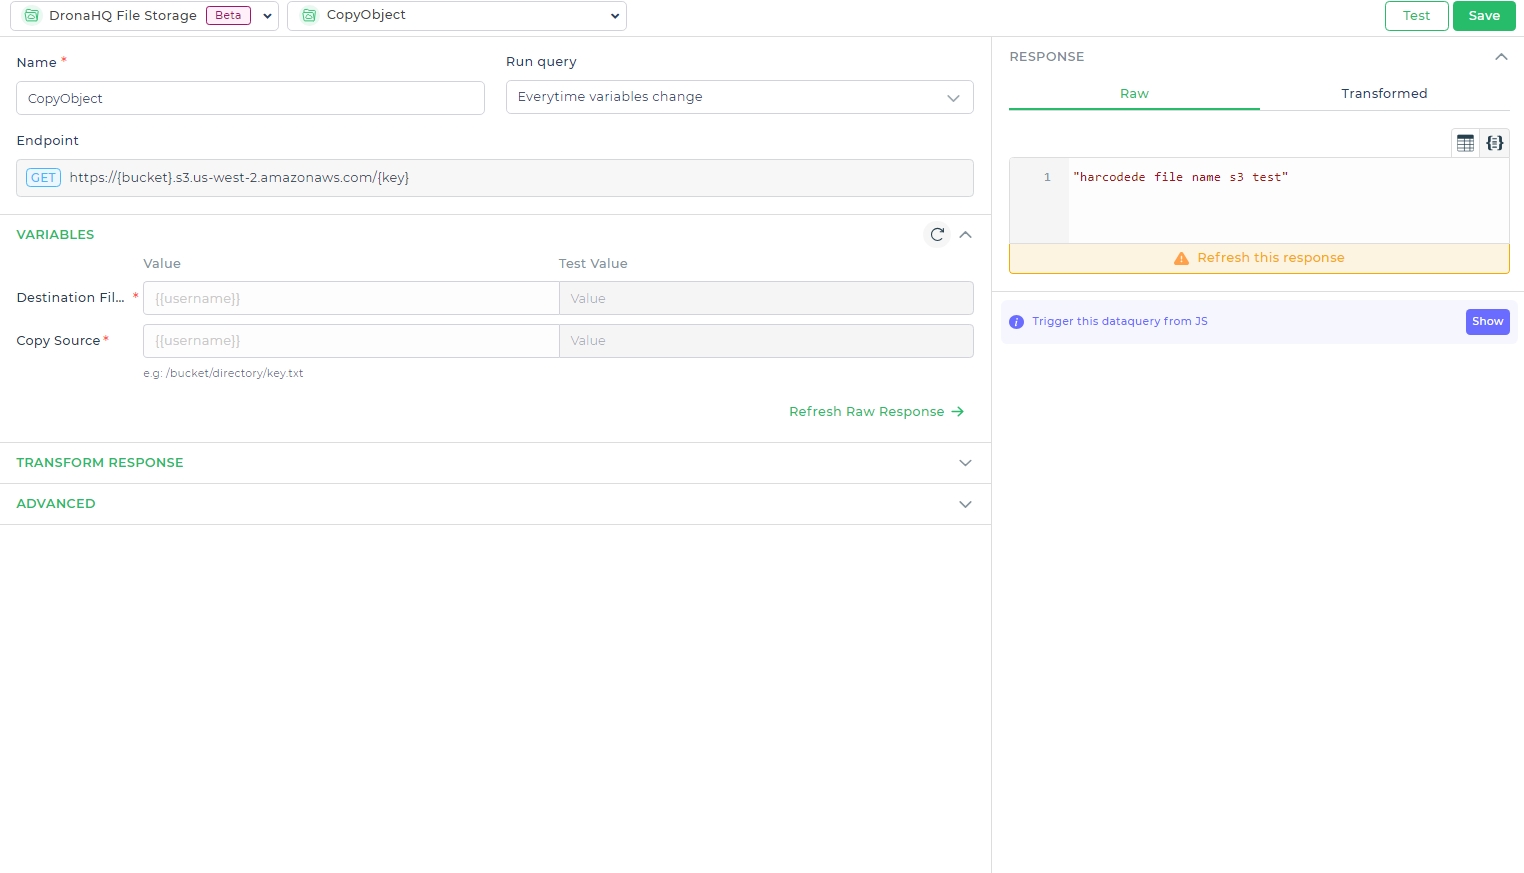 DronaHQ File Storage Beta
CopyObject
Test
Save
Name *
Run query
CopyObject
Everytime variables change
Endpoint
GET https://{bucket}.s3.us-west-2.amazonaws.com/{key}
VARIABLES
Value
Test Value
Destination Fil... *
{{username}}
Value
Copy Source*
{{username}}
Value
e.g: /bucket/directory/key.txt
Refresh Raw Response →
TRANSFORM RESPONSE
ADVANCED
RESPONSE
Raw
Transformed
1 "harcodede file name s3 test"
Refresh this response
Trigger this dataquery from JS
Show